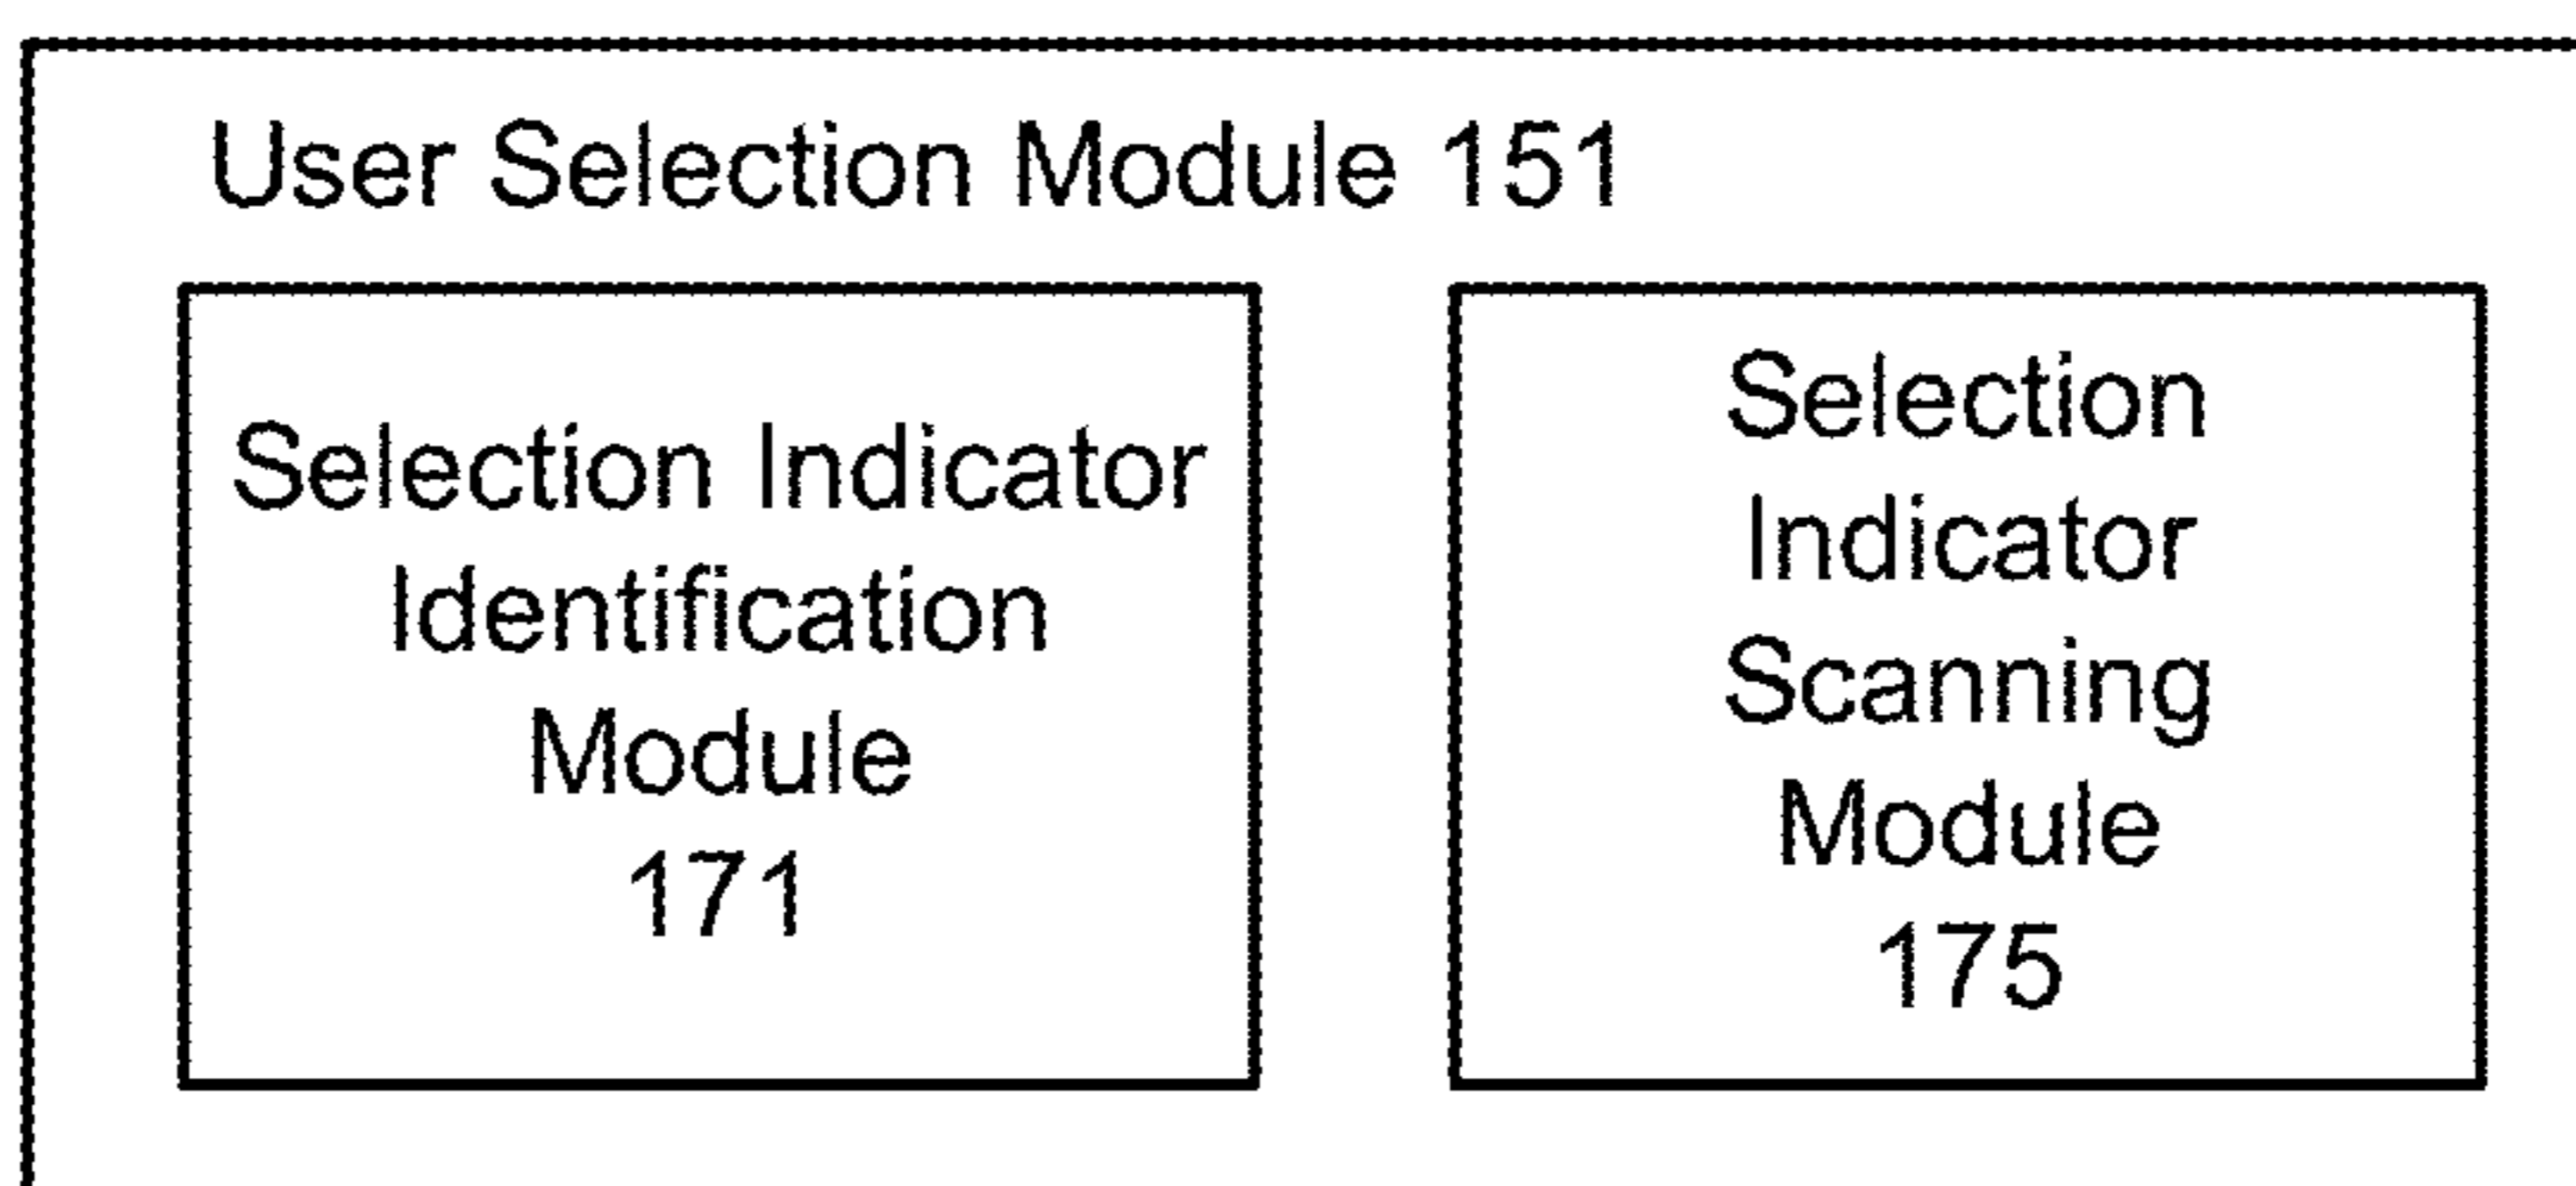 User Selection Module 151
Selection Indicator
Identification
Module
171
Selection
Indicator
Scanning
Module
175